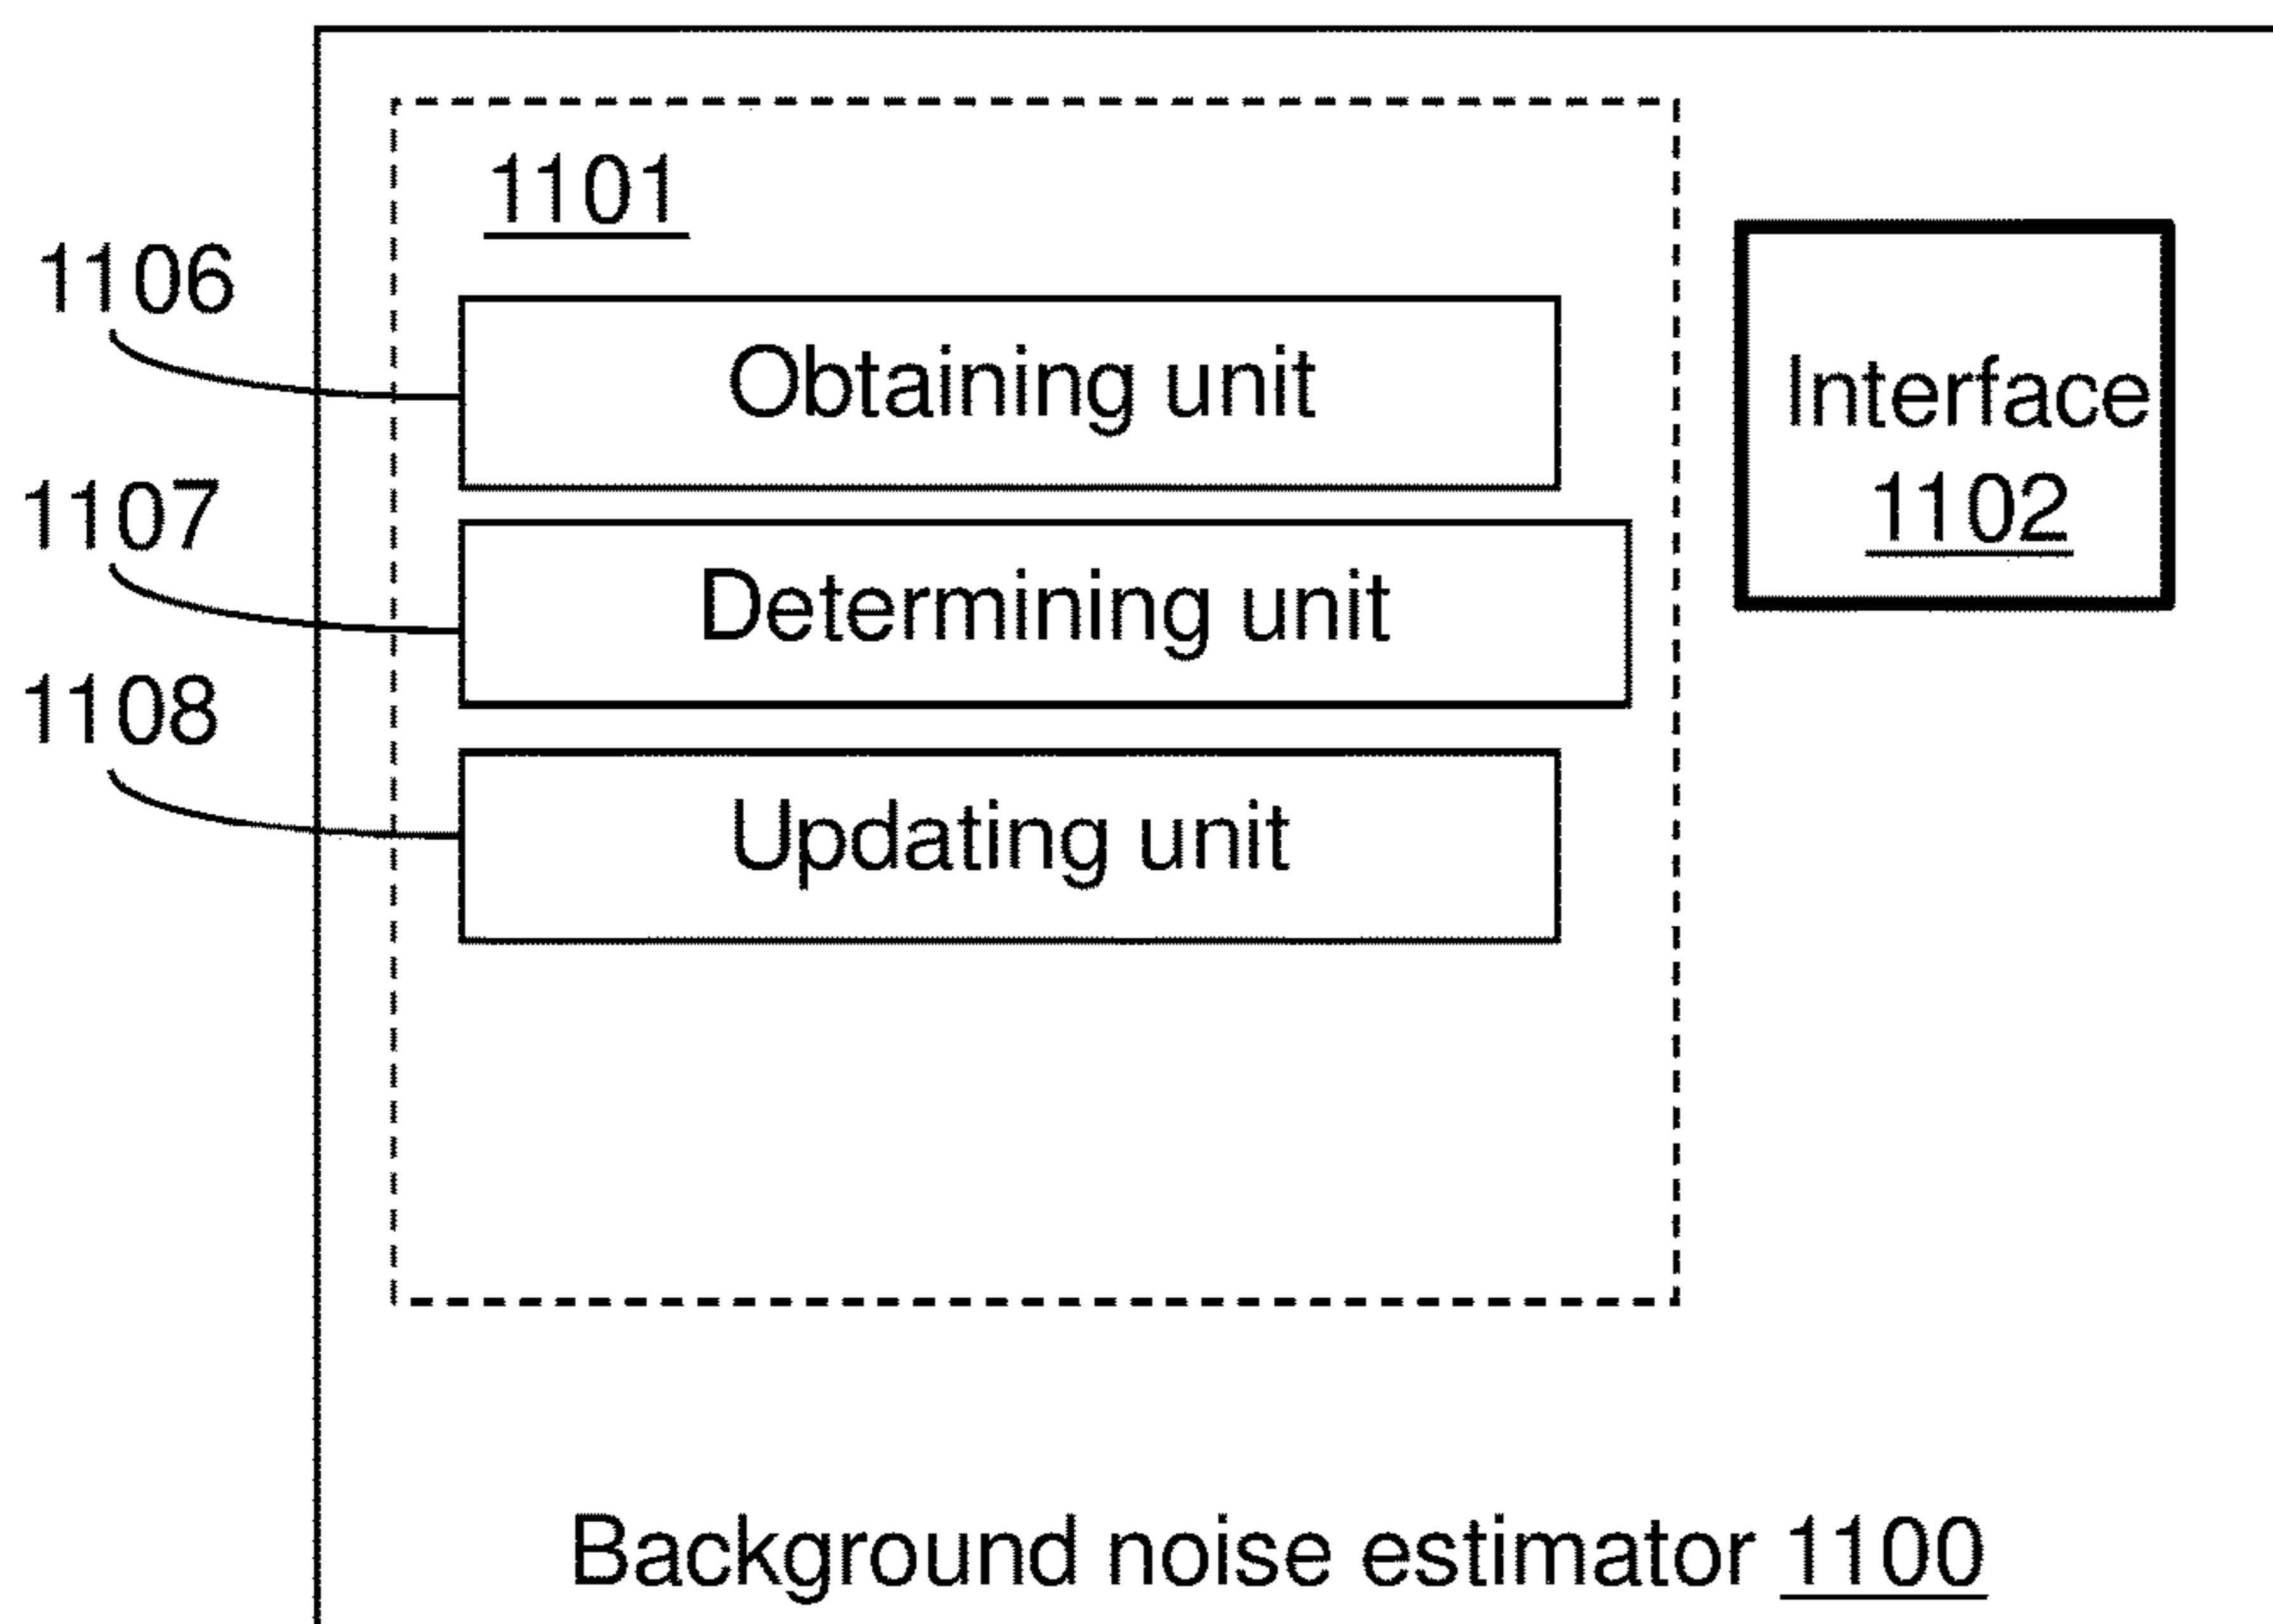 1101
1106
Obtaining unit
Interface
1102
1107
Determining unit
1108
Updating unit
Background noise estimator 1100